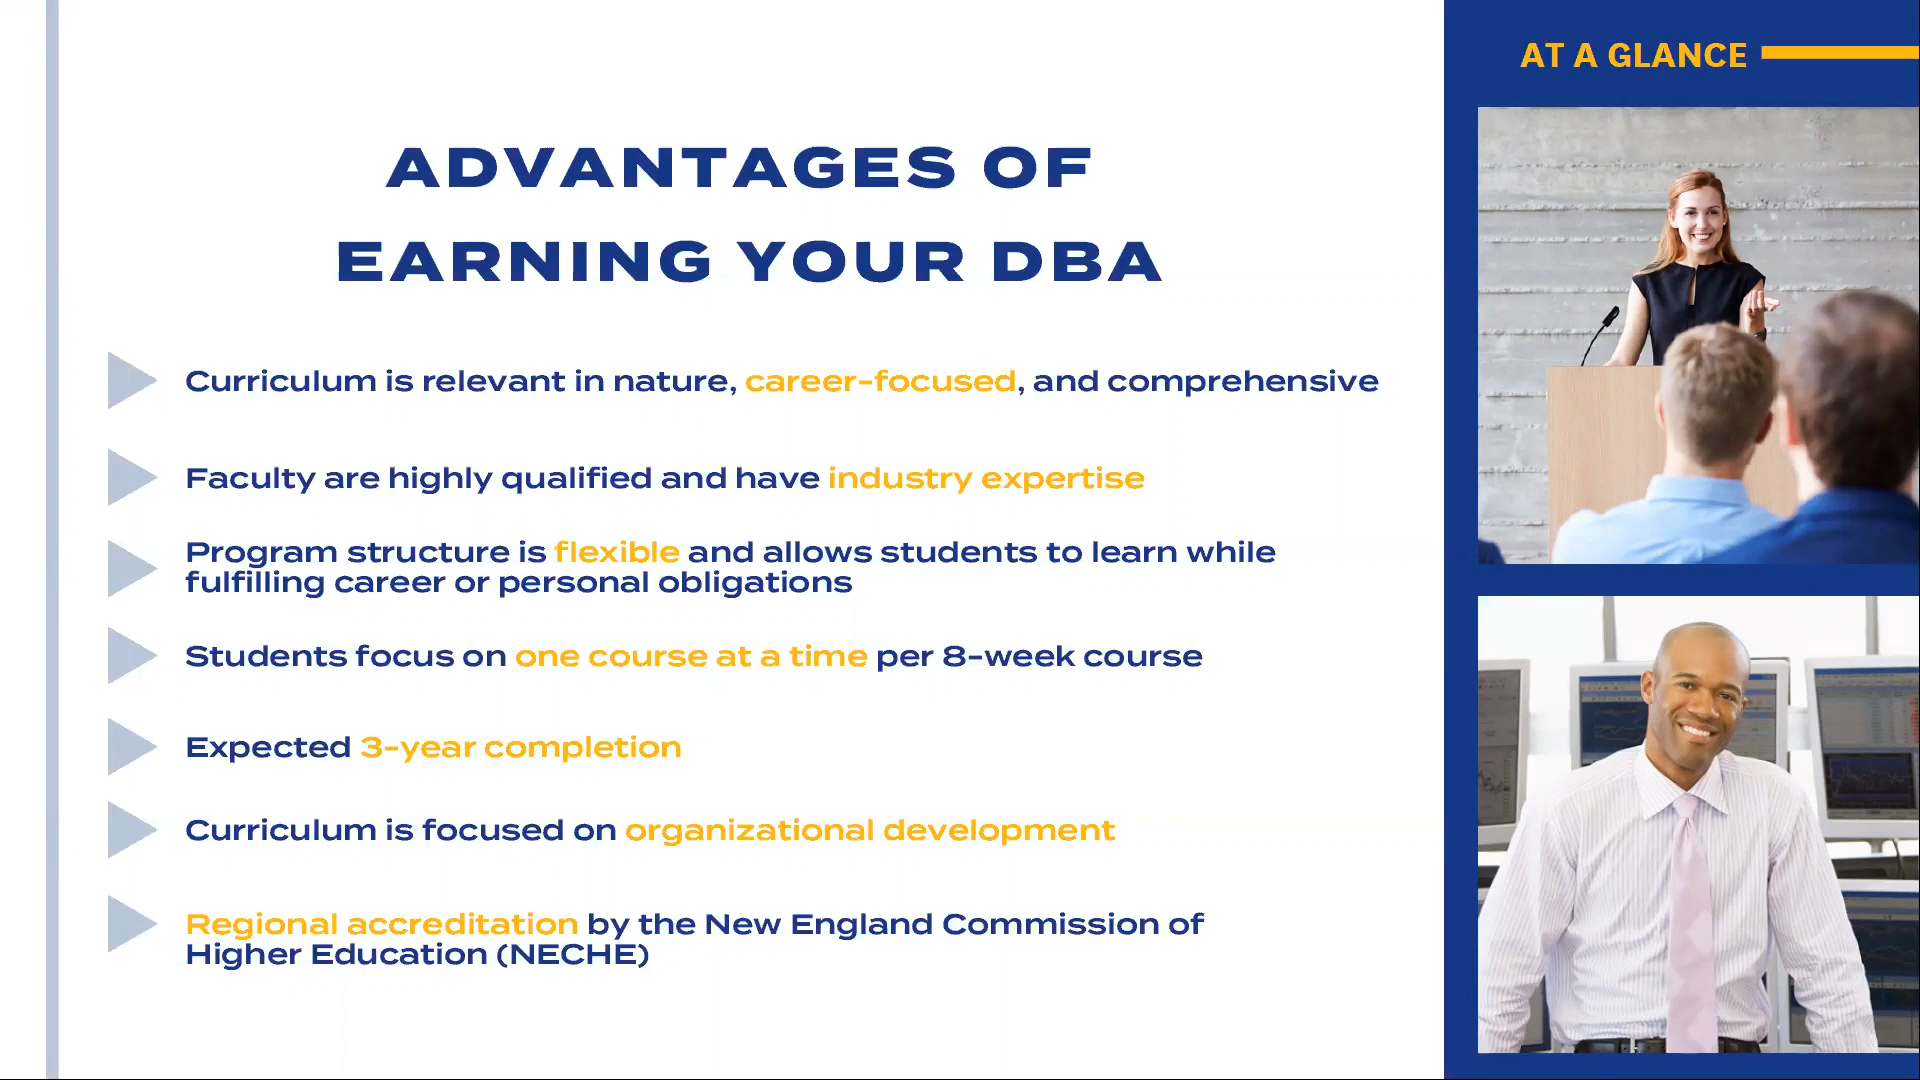 AT A GLANCE
ADVANTAGES OF
EARNING YOUR DBA
Curriculum is relevant in nature, career-focused, and comprehensive
Faculty are highly qualified and have industry expertise
Program structure is flexible and allows students to learn while
fulfilling career or personal obligations
Students focus on one course at a time per 8-week course
Expected 3-year completion
Curriculum is focused on organizational development
Regional accreditation by the New England Commission of
Higher Education (NECHE)